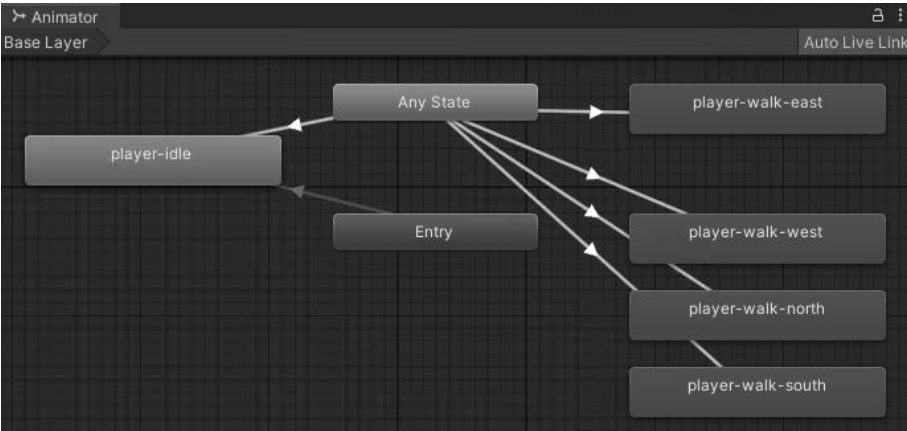 Animator
Base Layer
Auto Live Link
Any State
player-walk-east
player-idle
Entry
player-walk-west
player-walk-north
player-walk-south